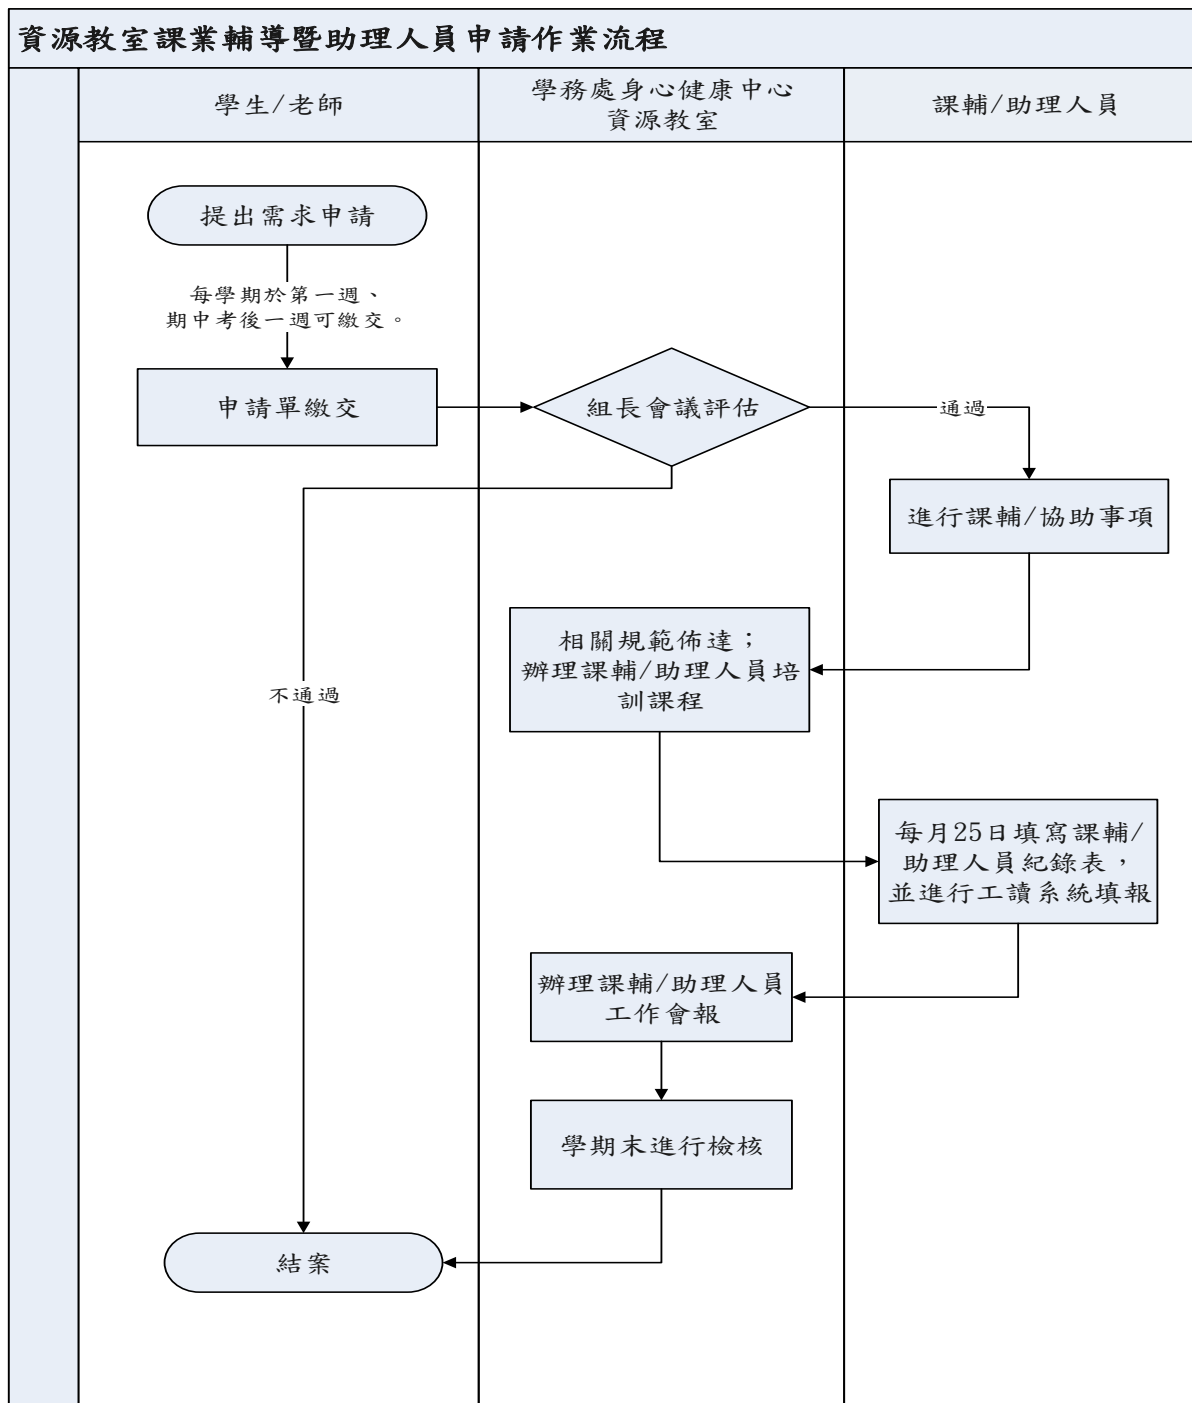 資源教室課業輔導暨助理人員申請作業流程
學生/老師
學務處身心健康中心
資源教室
課輔/助理人員
提出需求申請
每學期於第一週、
期中考後一週可繳交。
申請單繳交
組長會議評估
通過
進行課輔/協助事項
相關規範佈達；
辦理課輔/助理人員培
訓課程
不通過
每月25日填寫課輔/
助理人員紀錄表，
並進行工讀系統填報
辦理課輔/助理人員
工作會報
學期末進行檢核
結案